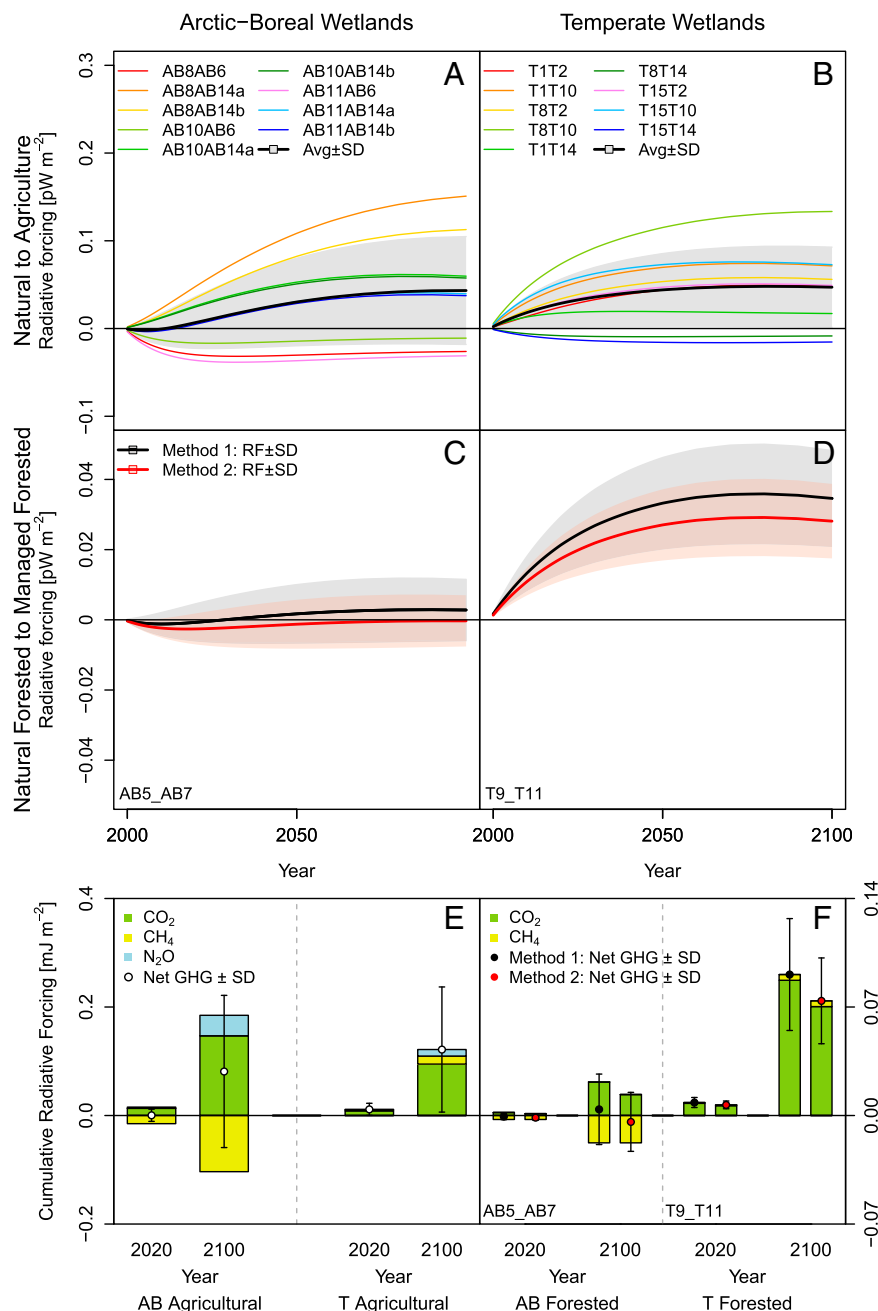 Arctic−Boreal Wetlands
Temperate Wetlands
Natural to Agriculture
Radiative forcing [pW m−2]
0.3
0.2
0.1
0.0
−0.1
A
AB8AB6
AB8AB14a
AB8AB14b
AB10AB6
AB10AB14a
AB10AB14b
AB11AB6
AB11AB14a
AB11AB14b
Avg±SD
B
T1T2
T1T10
T8T2
T8T10
T1T14
T8T14
T15T2
T15T10
T15T14
Avg±SD
Natural Forested to Managed Forested
Radiative forcing [pW m−2]
0.04
0.02
0
−0.02
−0.04
C
Method 1: RF±SD
Method 2: RF±SD
AB5_AB7
D
T9_T11
2000
2050
2000
2050
2100
Year
Year
Cumulative Radiative Forcing [mJ m−2]
0.4
0.2
0.0
−0.2
E
CO2
CH4
N2O
Net GHG ± SD
F
CO2
CH4
Method 1: Net GHG ± SD
Method 2: Net GHG ± SD
AB5_AB7
T9_T11
0.14
0.07
0.00
−0.07
2020
2100
2020
2100
2020
2100
2020
2100
Year
Year
Year
Year
AB Agricultural
T Agricultural
AB Forested
T Forested